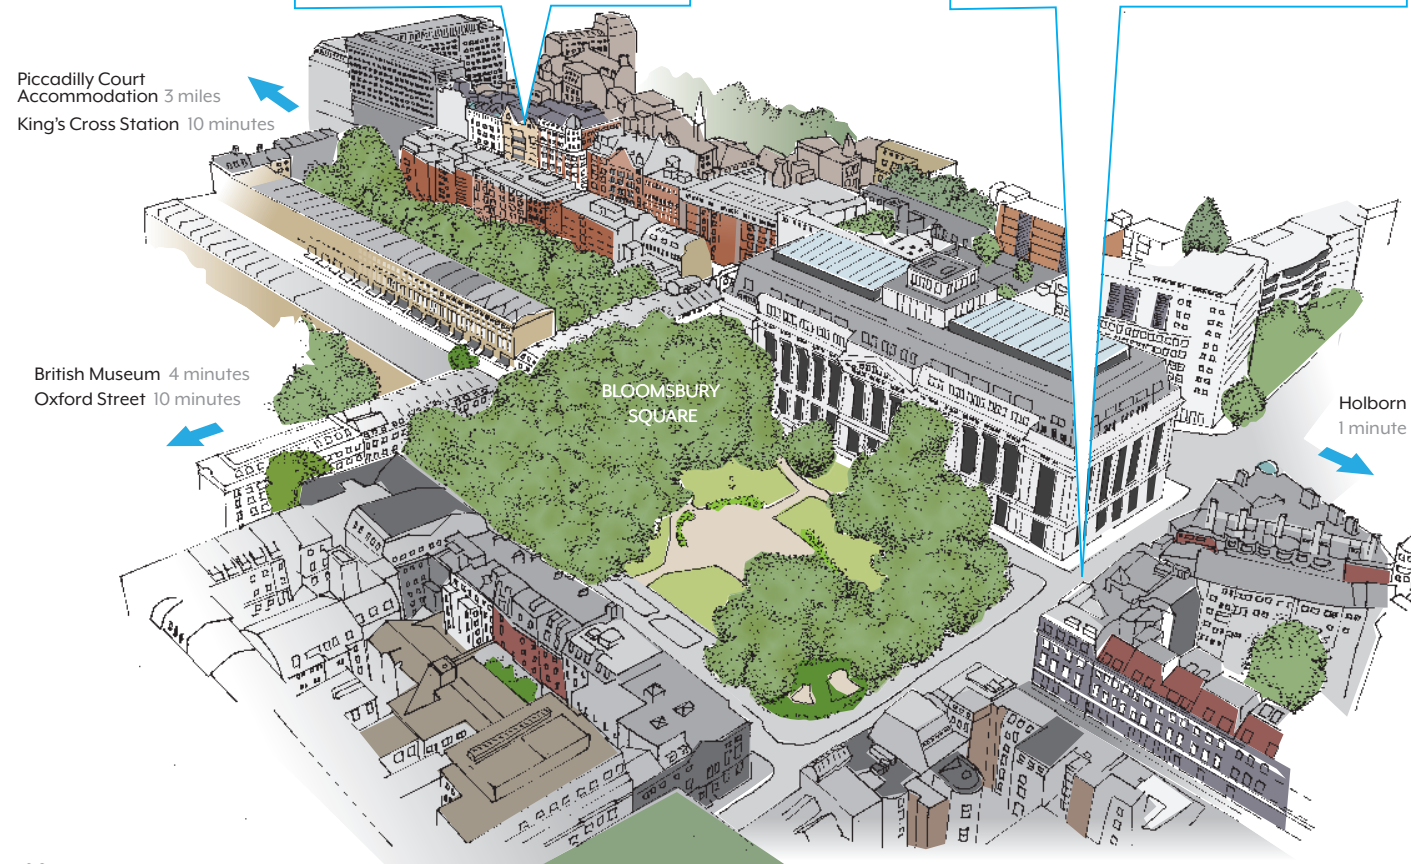 Piccadilly Court
Accommodation 3 miles
King's Cross Station 10 minutes
British Museum 4 minutes
Oxford Street 10 minutes
BLOOMSBURY
SQUARE
Holborn
1 minute